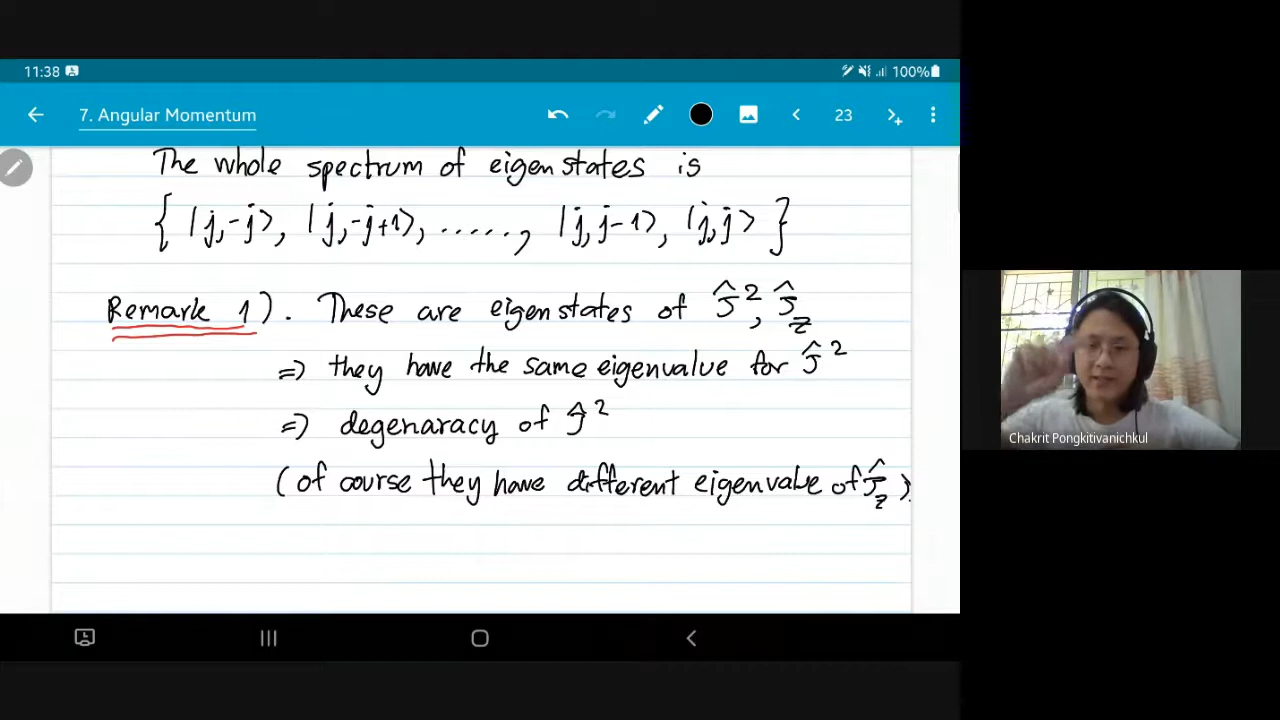 11:38
100%
7. Angular Momentum
23
The whole spectrum of eigenstates is
{ |j,-j⟩, |j,-j+1⟩, ....., |j,j-1⟩, |j,j⟩ }
Remark 1). These are eigenstates of Ĵ², Ĵz
⇒ they have the same eigenvalue for Ĵ²
⇒ degenaracy of Ĵ²
(of course they have different eigenvalue of Ĵz)
Chakrit Pongkitivanichkul